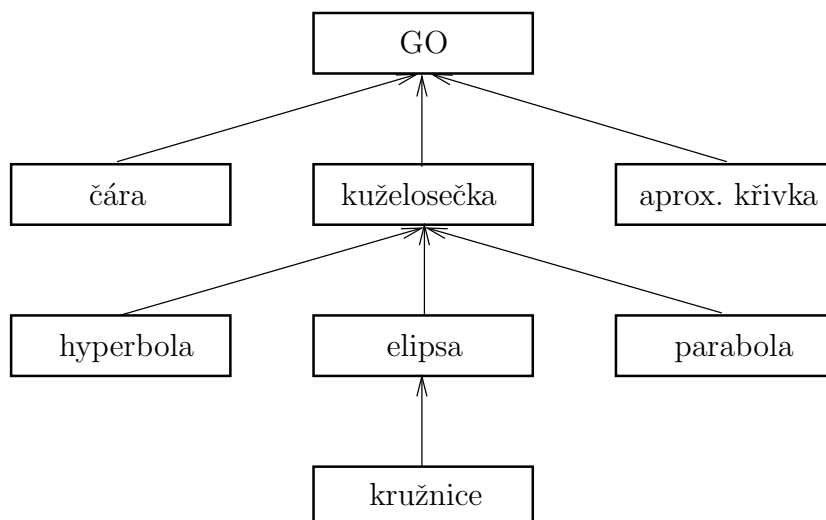 GO
čára
kuželosečka
aprox. křivka
hyperbola
elipsa
parabola
kružnice